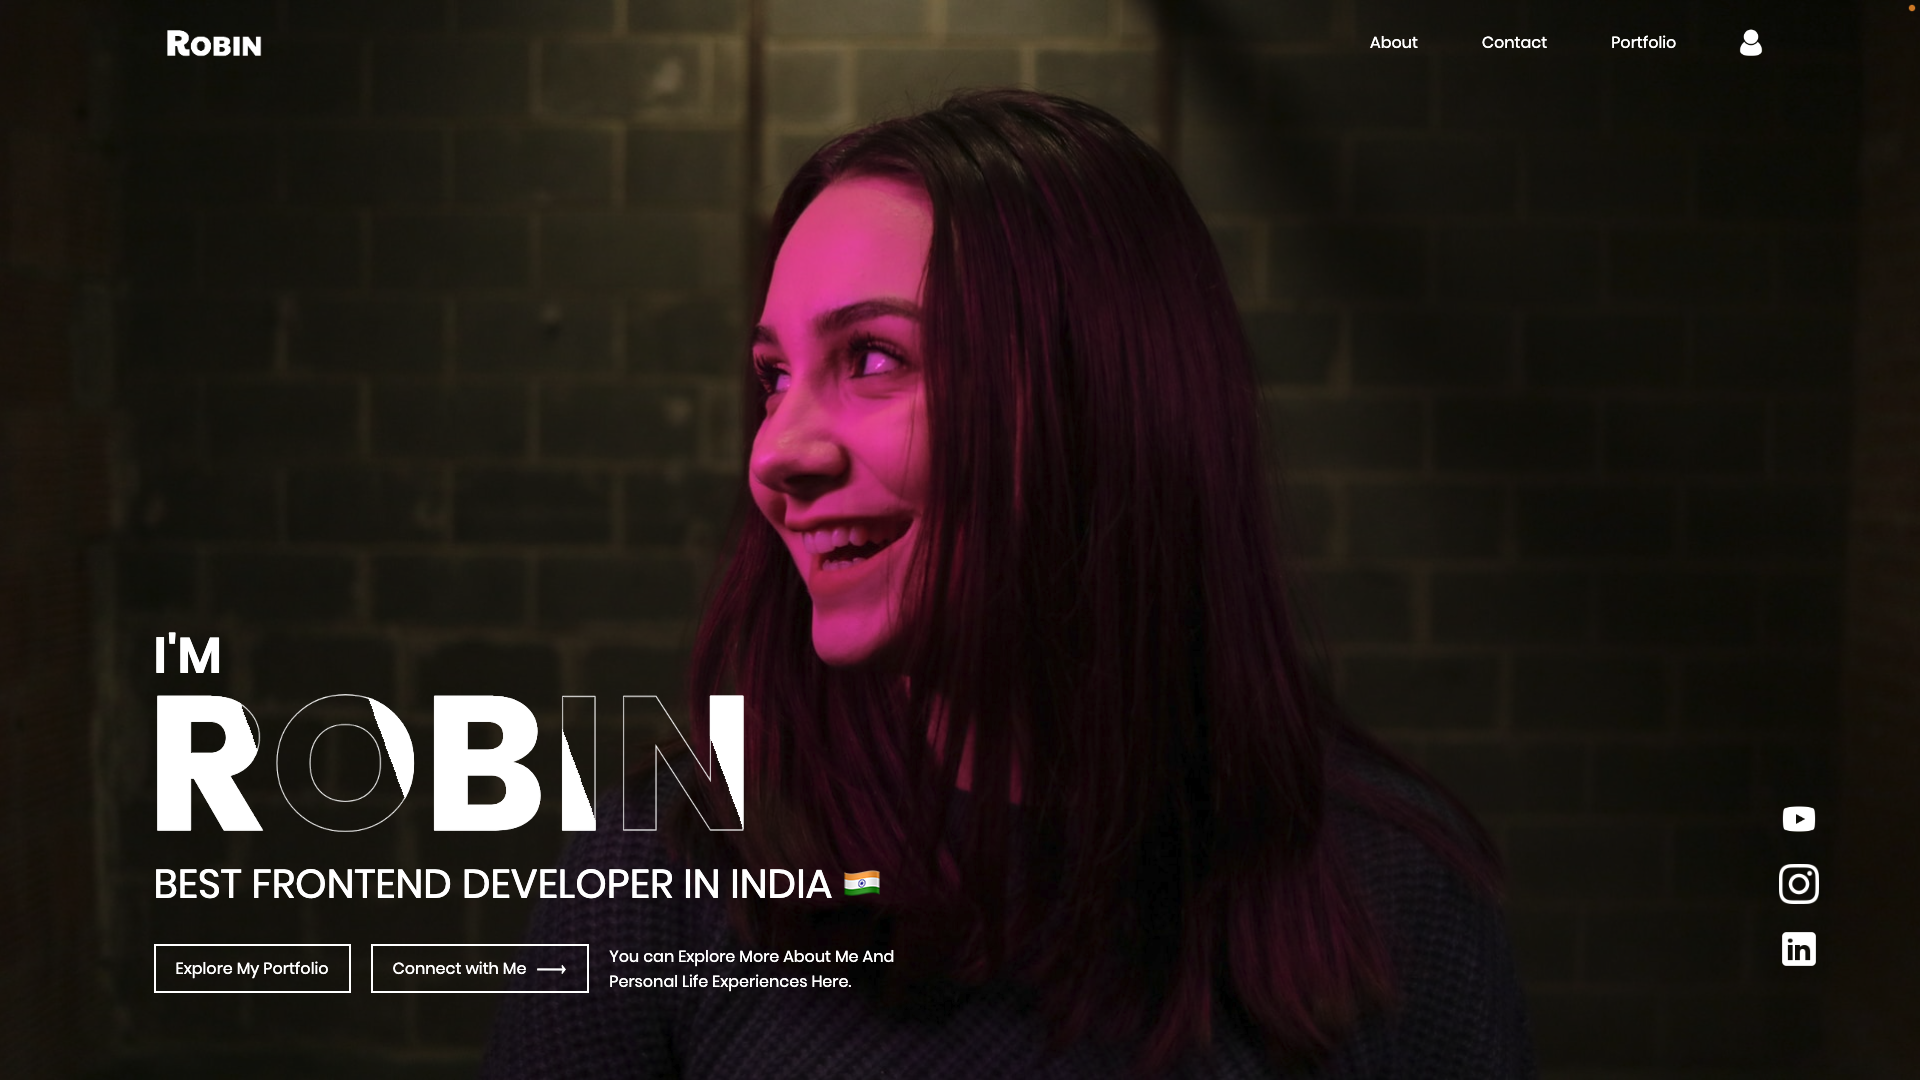 ROBIN
About
Contact
Portfolio
I'M
ROBIN
BEST FRONTEND DEVELOPER IN INDIA 🇮🇳
Explore My Portfolio
Connect with Me ⟶
You can Explore More About Me And
Personal Life Experiences Here.
in